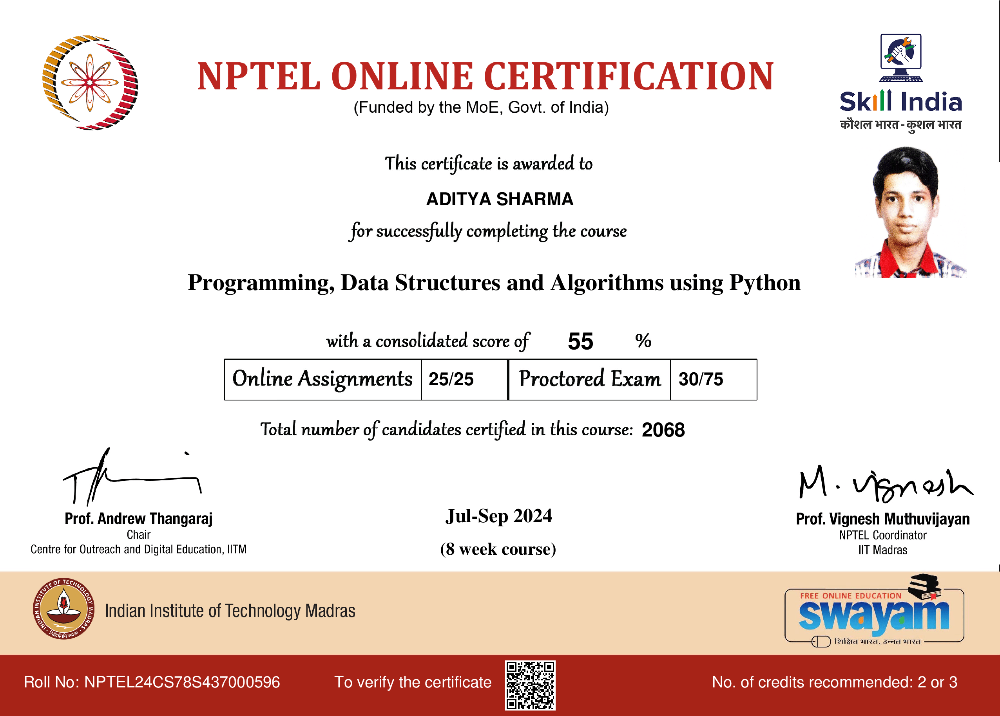 NPTEL ONLINE CERTIFICATION
(Funded by the MoE, Govt. of India)
Skill India
कौशल भारत - कुशल भारत
This certificate is awarded to
ADITYA SHARMA
for successfully completing the course
Programming, Data Structures and Algorithms using Python
with a consolidated score of 55 %
Online Assignments 25/25 Proctored Exam 30/75
Total number of candidates certified in this course: 2068
M. Vignesh
Prof. Andrew Thangaraj
Chair
Centre for Outreach and Digital Education, IITM
Jul-Sep 2024
(8 week course)
Prof. Vignesh Muthuvijayan
NPTEL Coordinator
IIT Madras
INDIAN INSTITUTE OF TECHNOLOGY MADRAS
सिद्धिर्भवति कर्मजा
Indian Institute of Technology Madras
FREE ONLINE EDUCATION
swayam
शिक्षित भारत, उन्नत भारत
Roll No: NPTEL24CS78S437000596
To verify the certificate
No. of credits recommended: 2 or 3